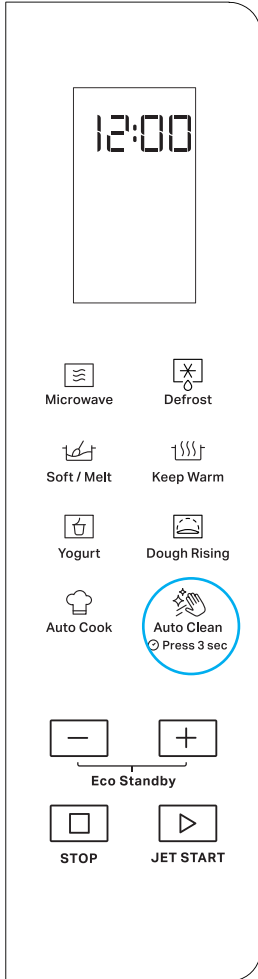 12:00
Microwave
Defrost
Soft / Melt
Keep Warm
Yogurt
Dough Rising
Auto Cook
Auto Clean
Press 3 sec
Eco Standby
STOP
JET START